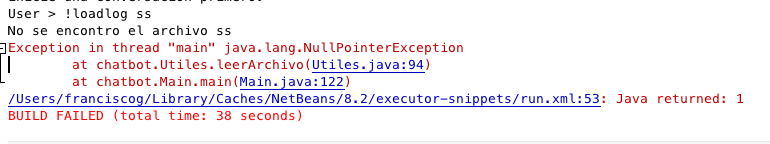 User > !loadlog ss
No se encontro el archivo ss
Exception in thread "main" java.lang.NullPointerException
at chatbot.Utiles.leerArchivo(Utiles.java:94)
at chatbot.Main.main(Main.java:122)
/Users/franciscog/Library/Caches/NetBeans/8.2/executor-snippets/run.xml:53: Java returned: 1
BUILD FAILED (total time: 38 seconds)